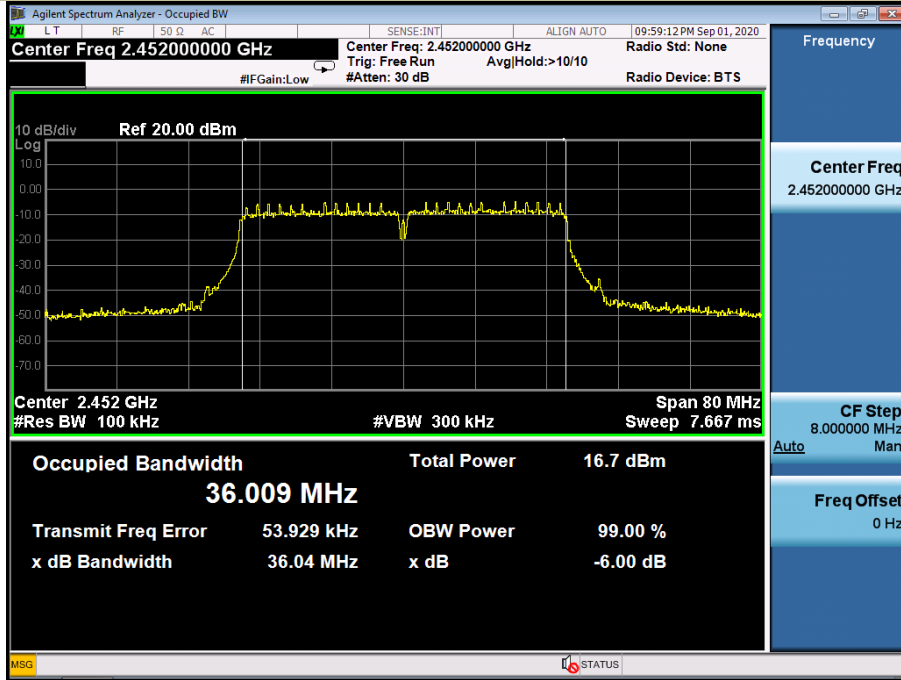 Agilent Spectrum Analyzer - Occupied BW
LXI L T RF 50 Ω AC SENSE:INT ALIGN AUTO 09:59:12 PM Sep 01, 2020
Center Freq 2.452000000 GHz
Center Freq: 2.452000000 GHz
Radio Std: None
Trig: Free Run Avg|Hold:>10/10
#IFGain:Low
#Atten: 30 dB
Radio Device: BTS
10 dB/div Ref 20.00 dBm
Log
10.0
0.00
-10.0
-20.0
-30.0
-40.0
-50.0
-60.0
-70.0
Center 2.452 GHz Span 80 MHz
#Res BW 100 kHz #VBW 300 kHz Sweep 7.667 ms
Occupied Bandwidth Total Power 16.7 dBm
36.009 MHz
Transmit Freq Error 53.929 kHz OBW Power 99.00 %
x dB Bandwidth 36.04 MHz x dB -6.00 dB
MSG STATUS
Frequency
Center Freq
2.452000000 GHz
CF Step
8.000000 MHz
Auto Man
Freq Offset
0 Hz